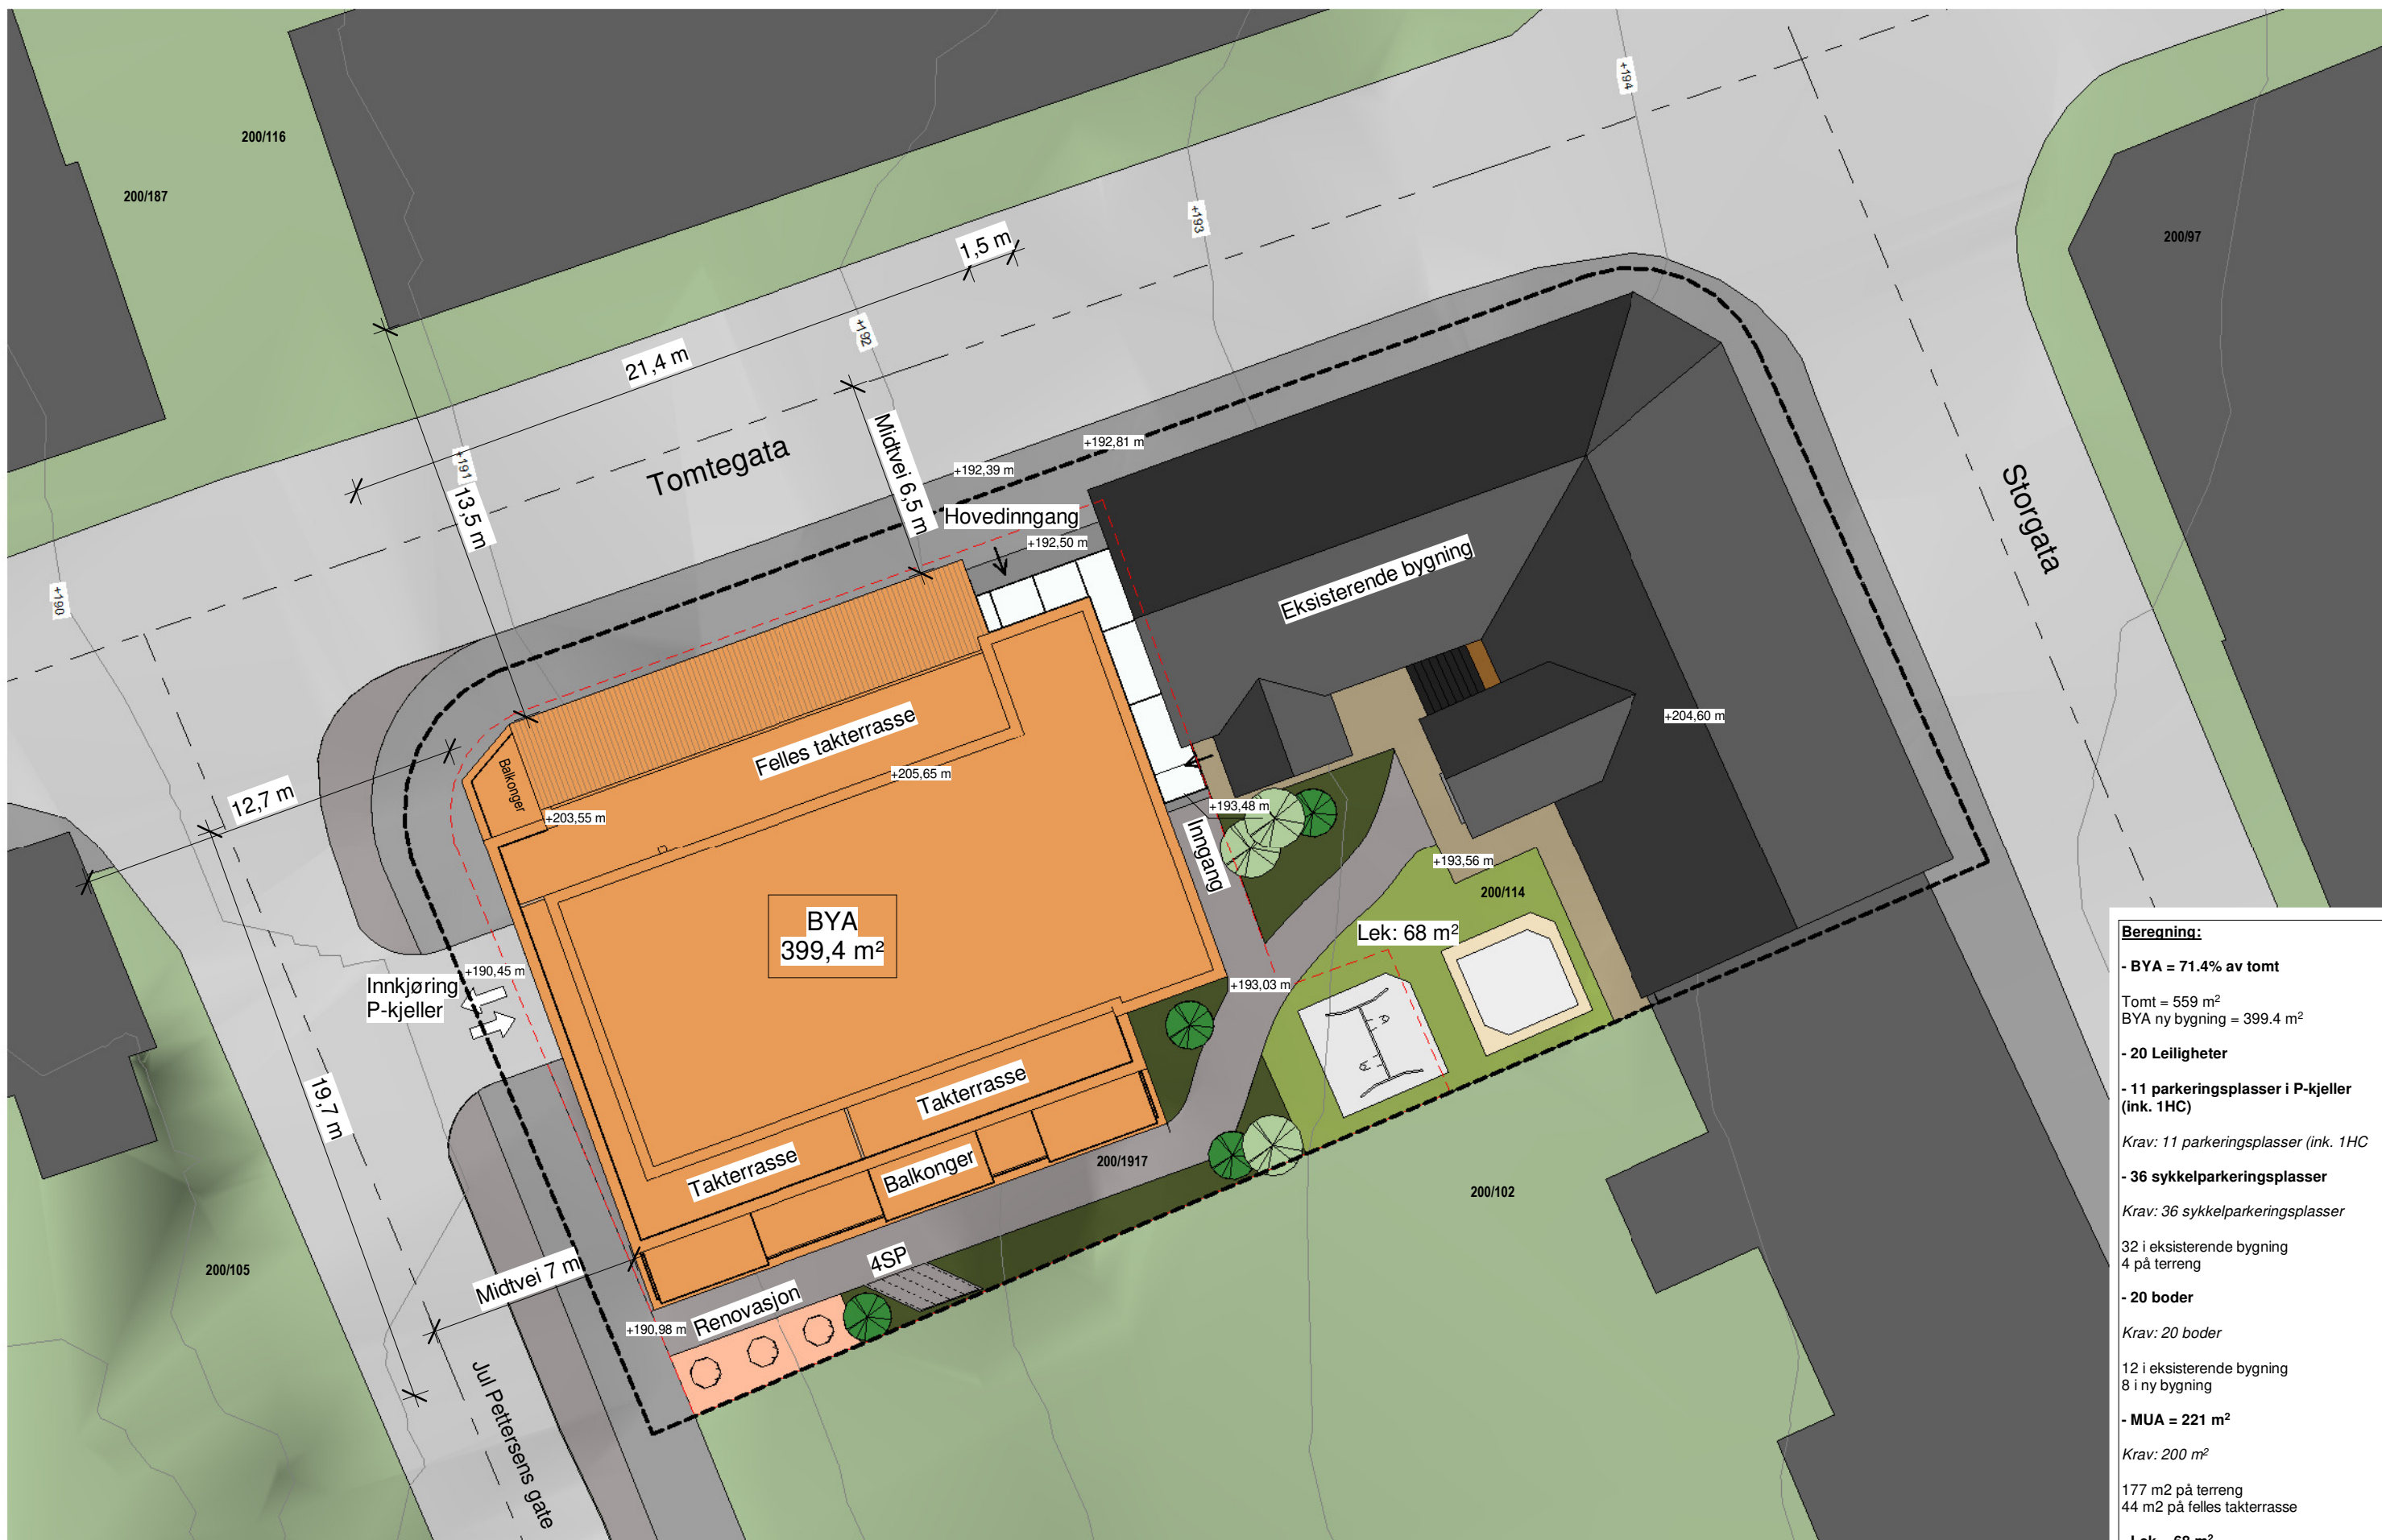 200/116
200/187
+194
+193
200/97
1,5 m
+192
21,4 m
Midtvei 6,5 m
+192,81 m
Tomtegata
+191
13,5 m
+192,39 m
Hovedinngang
+192,50 m
Storgata
Eksisterende bygning
+190
+204,60 m
Felles takterrasse
+205,65 m
Balkonger
12,7 m
+203,55 m
+193,48 m
Inngang
+193,56 m
200/114
BYA
399,4 m²
Lek: 68 m²
+190,45 m
Innkjøring
P-kjeller
+193,03 m
19,7 m
Takterrasse
Takterrasse
Balkonger
200/1917
200/102
200/105
Midtvei 7 m
4SP
Renovasjon
+190,98 m
Jul Pettersens gate
Beregning:
- BYA = 71.4% av tomt
Tomt = 559 m²
BYA ny bygning = 399.4 m²
- 20 Leiligheter
- 11 parkeringsplasser i P-kjeller
(ink. 1HC)
Krav: 11 parkeringsplasser (ink. 1HC
- 36 sykkelparkeringsplasser
Krav: 36 sykkelparkeringsplasser
32 i eksisterende bygning
4 på terreng
- 20 boder
Krav: 20 boder
12 i eksisterende bygning
8 i ny bygning
- MUA = 221 m²
Krav: 200 m²
177 m2 på terreng
44 m2 på felles takterrasse
- Lek = 68 m²